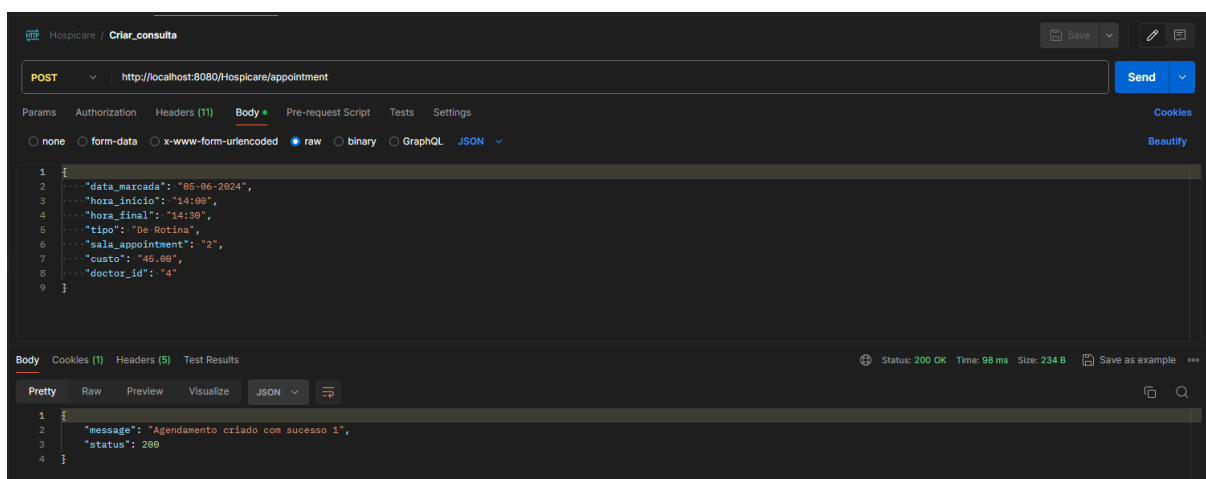 HTTP Hospicare / Criar_consulta Save
POST http://localhost:8080/Hospicare/appointment Send
Params Authorization Headers (11) Body Pre-request Script Tests Settings Cookies
none form-data x-www-form-urlencoded raw binary GraphQL JSON Beautify
1 {
2 ····"data_marcada":·"05-06-2024",
3 ····"hora_inicio":·"14:00",
4 ····"hora_final":·"14:30",
5 ····"tipo":·"De·Rotina",
6 ····"sala_appointment":·"2",
7 ····"custo":·"45.00",
8 ····"doctor_id":·"4"
9 }
Body Cookies (1) Headers (5) Test Results Status: 200 OK Time: 98 ms Size: 234 B Save as example
Pretty Raw Preview Visualize JSON
1 {
2 "message": "Agendamento criado com sucesso 1",
3 "status": 200
4 }